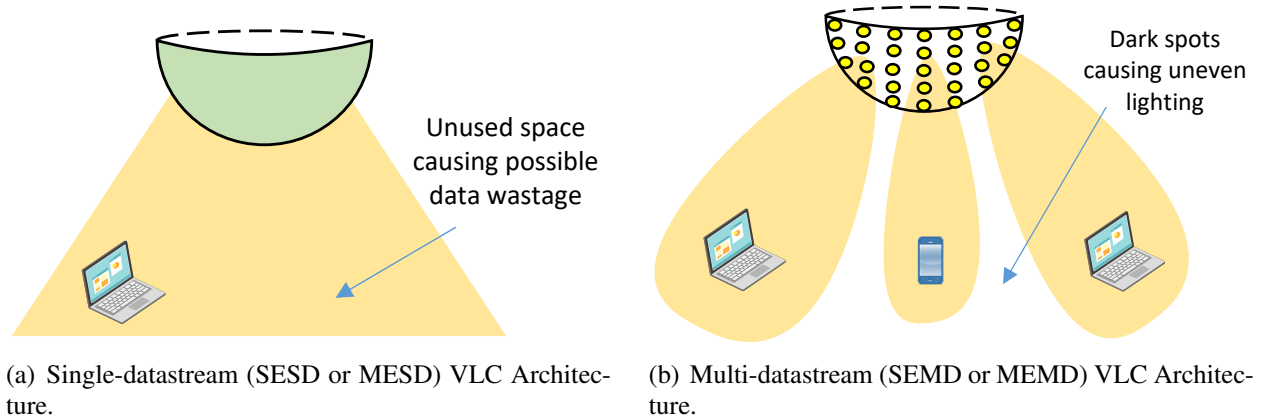 Unused space
causing possible
data wastage
Dark spots
causing uneven
lighting
(a) Single-datastream (SESD or MESD) VLC Architec-
ture.
(b) Multi-datastream (SEMD or MEMD) VLC Architec-
ture.